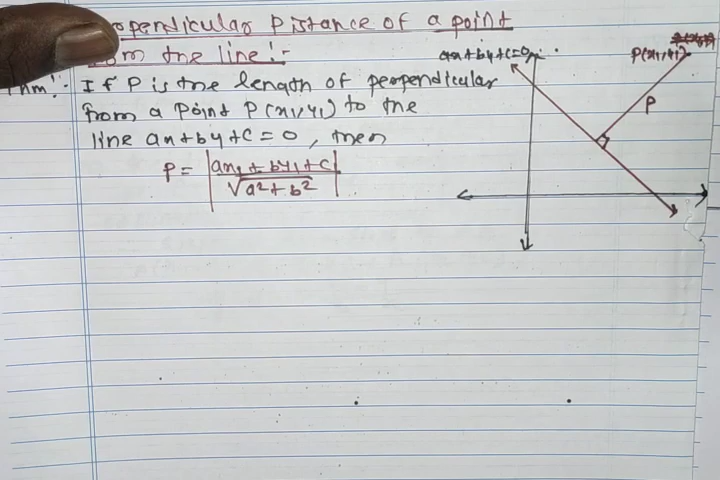 perpendicular Distance of a point
from the line:-
Thm:- If P is the length of perpendicular
from a point P(x1,y1) to the
line ax+by+c=0, then
P = |ax1+by1+c / √a²+b²|
ax+by+c=0
P(x1,y1)
P